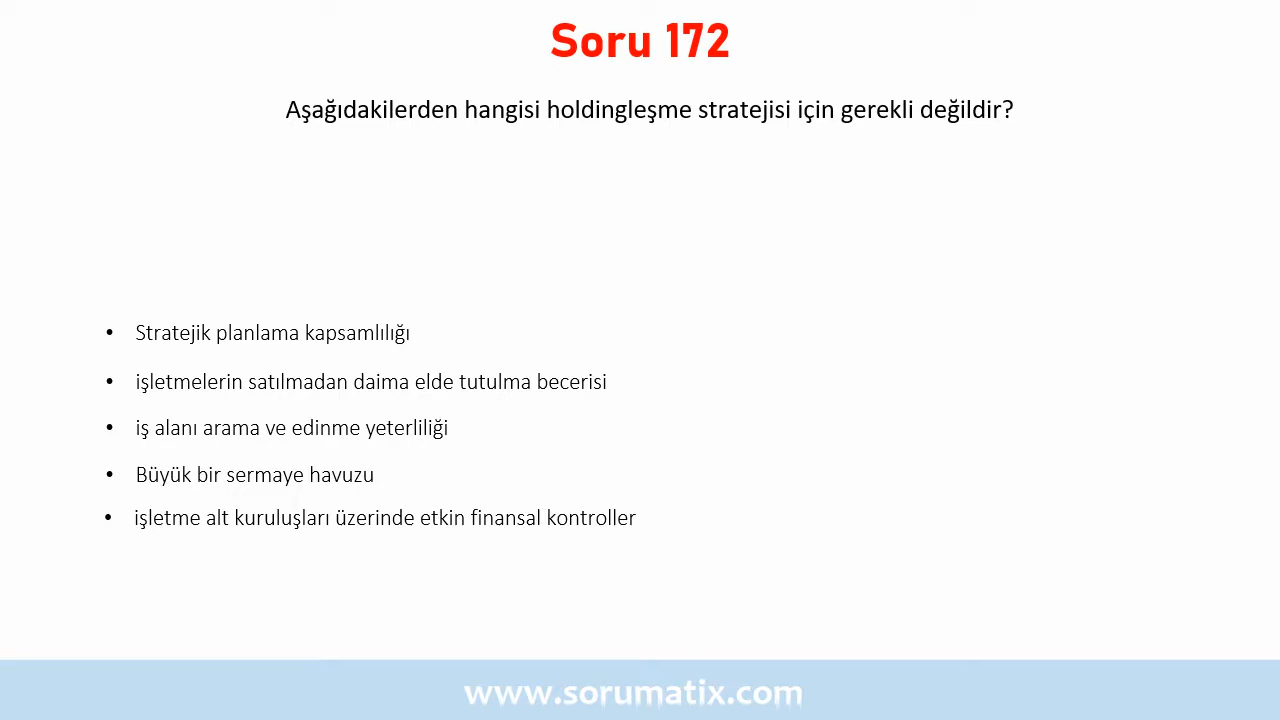 Soru 172
Aşağıdakilerden hangisi holdingleşme stratejisi için gerekli değildir?
• Stratejik planlama kapsamlılığı
• işletmelerin satılmadan daima elde tutulma becerisi
• iş alanı arama ve edinme yeterliliği
• Büyük bir sermaye havuzu
• işletme alt kuruluşları üzerinde etkin finansal kontroller
www.sorumatix.com